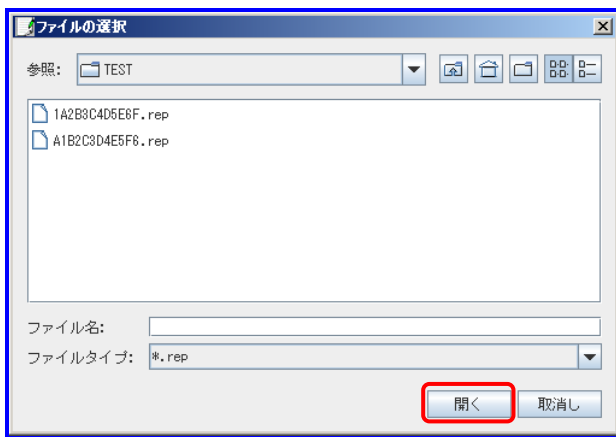 ファイルの選択
参照: TEST
1A2B3C4D5E6F.rep
A1B2C3D4E5F6.rep
ファイル名:
ファイルタイプ: *.rep
開く 取消し